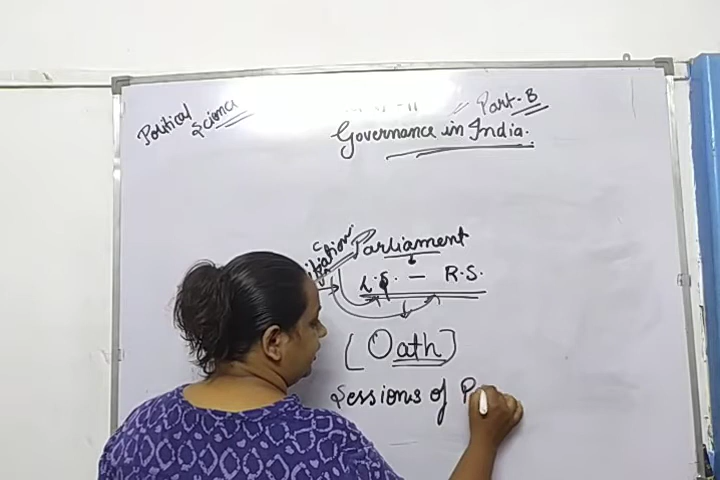 Political Science
Part-B
Governance in India.
Parliament
L.S. — R.S.
[Oath]
Sessions of P